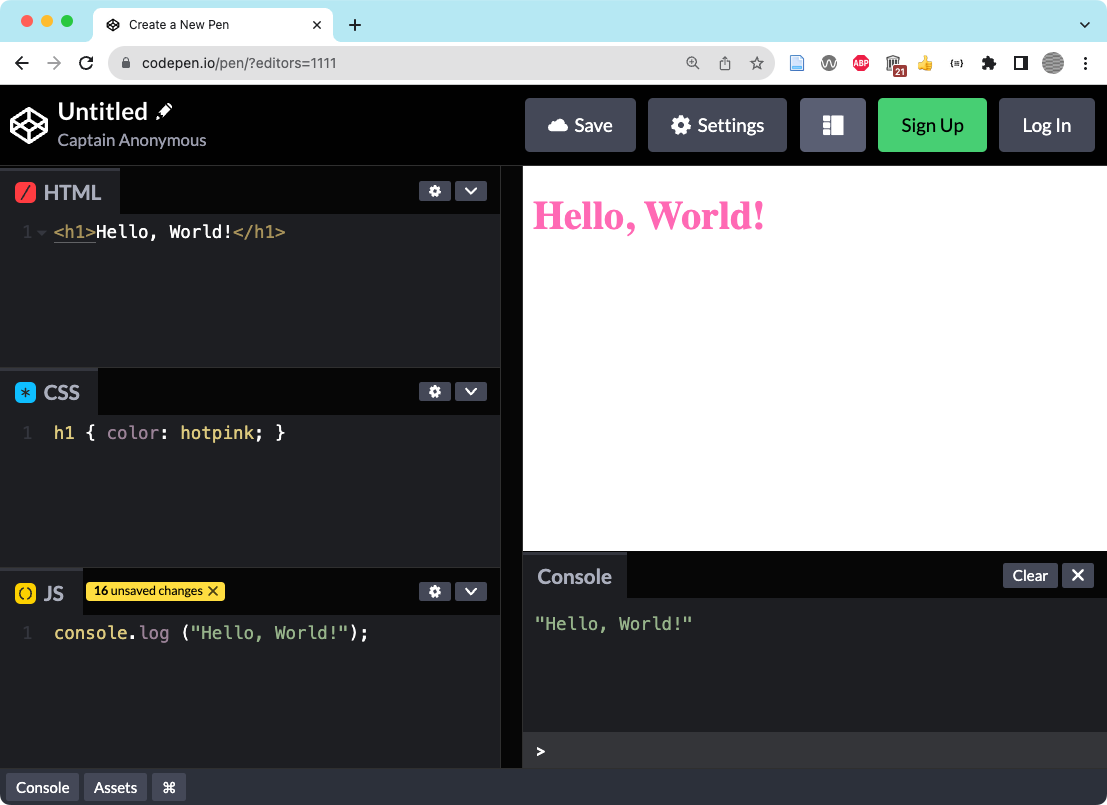 Create a New Pen
codepen.io/pen/?editors=1111
ABP
21
Untitled
Captain Anonymous
Save
Settings
Sign Up
Log In
HTML
1
<h1>Hello, World!</h1>
CSS
1
h1 { color: hotpink; }
JS
16 unsaved changes
1
console.log ("Hello, World!");
Hello, World!
Console
Clear
"Hello, World!"
>
Console
Assets
⌘